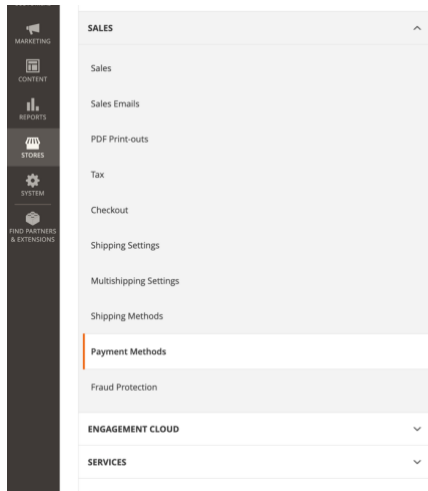 MARKETING
CONTENT
REPORTS
STORES
SYSTEM
FIND PARTNERS
& EXTENSIONS
SALES
Sales
Sales Emails
PDF Print-outs
Tax
Checkout
Shipping Settings
Multishipping Settings
Shipping Methods
Payment Methods
Fraud Protection
ENGAGEMENT CLOUD
SERVICES